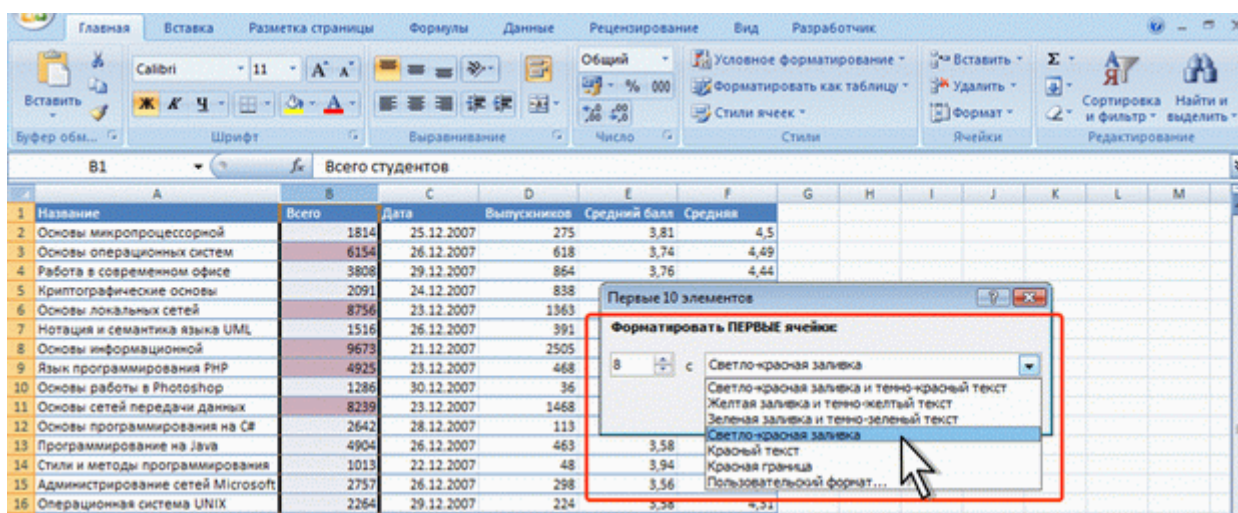 Главная Вставка Разметка страницы Формулы Данные Рецензирование Вид Разработчик
Calibri 11 Общий Условное форматирование Вставить Σ
Вставить Ж К Ч % 000 Форматировать как таблицу Удалить Сортировка и фильтр Найти и выделить
Стили ячеек Формат
Буфер обм... Шрифт Выравнивание Число Стили Ячейки Редактирование
B1 fx Всего студентов
A B C D E F G H I J K L M
1 Название Всего Дата Выпускников Средний балл Средняя
2 Основы микропроцессорной 1814 25.12.2007 275 3,81 4,5
3 Основы операционных систем 6154 26.12.2007 618 3,74 4,49
4 Работа в современном офисе 3808 29.12.2007 864 3,76 4,44
5 Криптографические основы 2091 24.12.2007 838
6 Основы локальных сетей 8756 23.12.2007 1363
7 Нотация и семантика языка UML 1516 26.12.2007 391
8 Основы информационной 9673 21.12.2007 2505
9 Язык программирования PHP 4925 23.12.2007 468
10 Основы работы в Photoshop 1286 30.12.2007 36
11 Основы сетей передачи данных 8239 23.12.2007 1468
12 Основы программирования на C# 2642 28.12.2007 113
13 Программирование на Java 4904 26.12.2007 463 3,58
14 Стили и методы программирования 1013 22.12.2007 48 3,94
15 Администрирование сетей Microsoft 2757 26.12.2007 298 3,56
16 Операционная система UNIX 2264 29.12.2007 224 3,58 4,51
Первые 10 элементов
Форматировать ПЕРВЫЕ ячейки:
8 с Светло-красная заливка
Светло-красная заливка и темно-красный текст
Желтая заливка и темно-желтый текст
Зеленая заливка и темно-зеленый текст
Светло-красная заливка
Красный текст
Красная граница
Пользовательский формат...